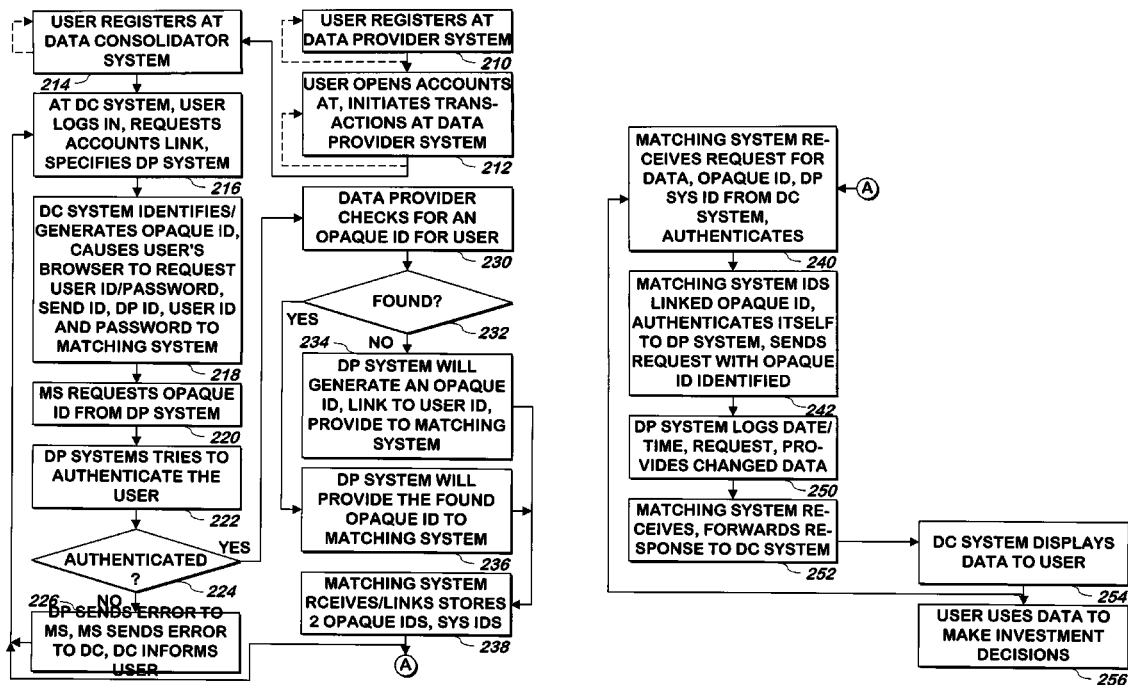 USER REGISTERS AT
DATA CONSOLIDATOR
SYSTEM
214
AT DC SYSTEM, USER
LOGS IN, REQUESTS
ACCOUNTS LINK,
SPECIFIES DP SYSTEM
216
DC SYSTEM IDENTIFIES/
GENERATES OPAQUE ID,
CAUSES USER'S
BROWSER TO REQUEST
USER ID/PASSWORD,
SEND ID, DP ID, USER ID
AND PASSWORD TO
MATCHING SYSTEM
218
MS REQUESTS OPAQUE
ID FROM DP SYSTEM
220
DP SYSTEMS TRIES TO
AUTHENTICATE THE
USER
222
AUTHENTICATED
?
YES
224
NO
226
DP SENDS ERROR TO
MS, MS SENDS ERROR
TO DC, DC INFORMS
USER
USER REGISTERS AT
DATA PROVIDER SYSTEM
210
USER OPENS ACCOUNTS
AT, INITIATES TRANS-
ACTIONS AT DATA
PROVIDER SYSTEM
212
DATA PROVIDER
CHECKS FOR AN
OPAQUE ID FOR USER
230
FOUND?
YES
232
NO
234
DP SYSTEM WILL
GENERATE AN OPAQUE
ID, LINK TO USER ID,
PROVIDE TO MATCHING
SYSTEM
DP SYSTEM WILL
PROVIDE THE FOUND
OPAQUE ID TO
MATCHING SYSTEM
236
MATCHING SYSTEM
RCEIVES/LINKS STORES
2 OPAQUE IDS, SYS IDS
238
A
MATCHING SYSTEM RE-
CEIVES REQUEST FOR
DATA, OPAQUE ID, DP
SYS ID FROM DC
SYSTEM,
AUTHENTICATES
A
240
MATCHING SYSTEM IDS
LINKED OPAQUE ID,
AUTHENTICATES ITSELF
TO DP SYSTEM, SENDS
REQUEST WITH OPAQUE
ID IDENTIFIED
242
DP SYSTEM LOGS DATE/
TIME, REQUEST, PRO-
VIDES CHANGED DATA
250
MATCHING SYSTEM RE-
CEIVES, FORWARDS RE-
SPONSE TO DC SYSTEM
252
DC SYSTEM DISPLAYS
DATA TO USER
254
USER USES DATA TO
MAKE INVESTMENT
DECISIONS
256